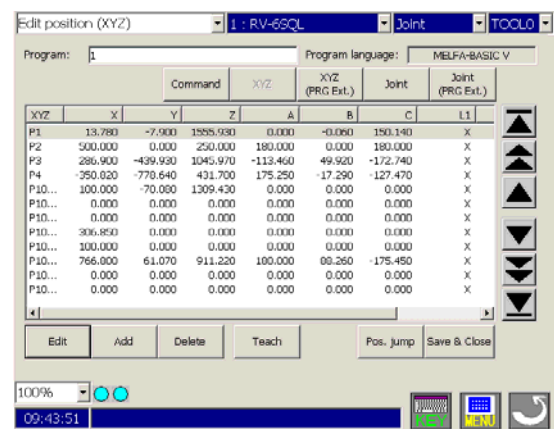 Edit position (XYZ) 1 : RV-6SQL Joint TOOL0
Program: 1 Program language: MELFA-BASIC V
Command XYZ XYZ (PRG Ext.) Joint Joint (PRG Ext.)
XYZ X Y Z A B C L1
P1 13.780 -7.900 1555.930 0.000 -0.060 150.140 X
P2 500.000 0.000 250.000 180.000 0.000 180.000 X
P3 286.900 -439.930 1045.970 -113.460 49.920 -172.740 X
P4 -350.820 -778.640 431.700 175.250 -17.290 -127.470 X
P10... 100.000 -70.080 1309.430 0.000 0.000 0.000 X
P10... 0.000 0.000 0.000 0.000 0.000 0.000 X
P10... 0.000 0.000 0.000 0.000 0.000 0.000 X
P10... 306.850 0.000 0.000 0.000 0.000 0.000 X
P10... 100.000 0.000 0.000 0.000 0.000 0.000 X
P10... 766.800 61.070 911.220 180.000 88.260 -175.450 X
P10... 0.000 0.000 0.000 0.000 0.000 0.000 X
P10... 0.000 0.000 0.000 0.000 0.000 0.000 X
Edit Add Delete Teach Pos. jump Save & Close
100%
09:43:51 KEY MENU